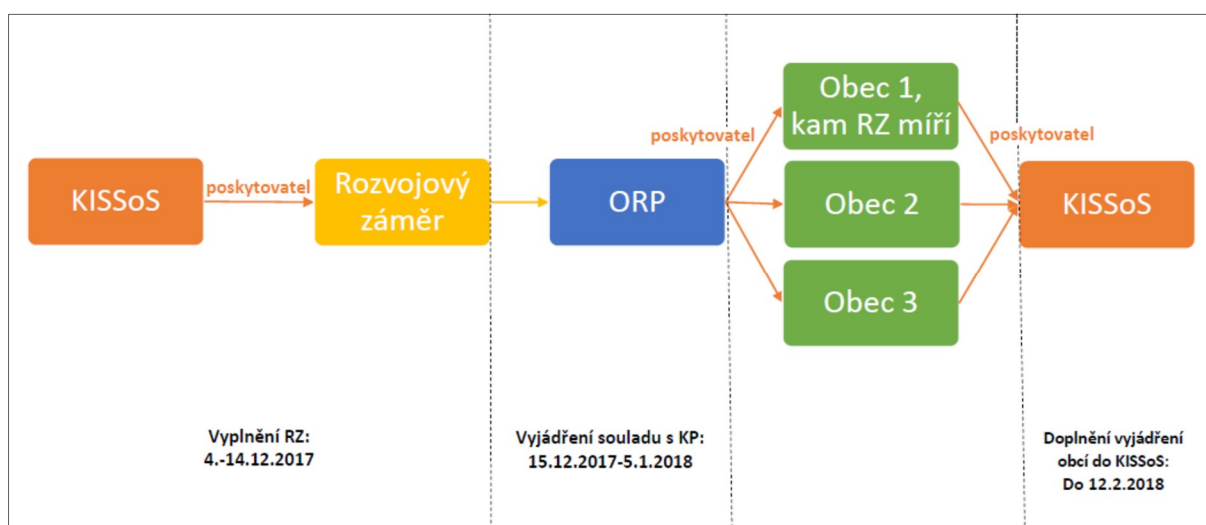 KISSoS
poskytovatel
Rozvojový
záměr
ORP
poskytovatel
Obec 1,
kam RZ míří
Obec 2
Obec 3
poskytovatel
KISSoS
Vyplnění RZ:
4.-14.12.2017
Vyjádření souladu s KP:
15.12.2017-5.1.2018
Doplnění vyjádření
obcí do KISSoS:
Do 12.2.2018